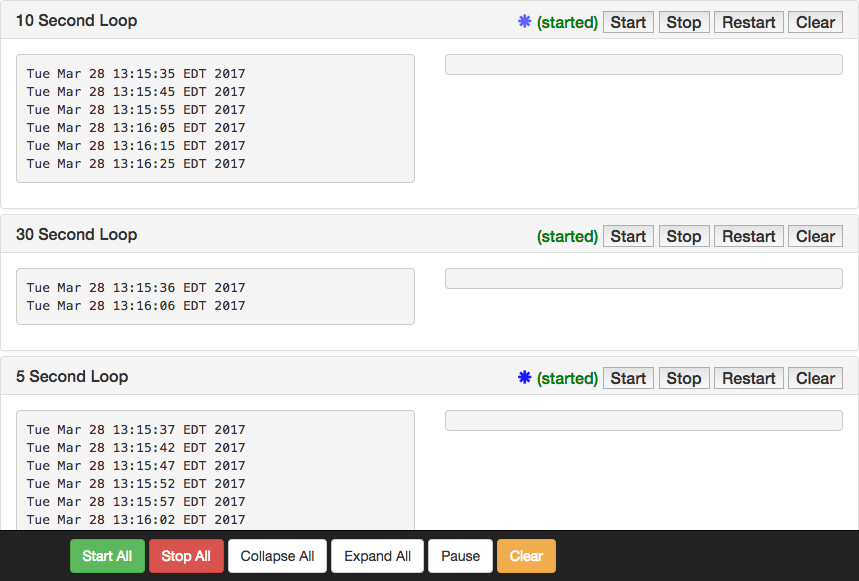 10 Second Loop
(started) Start Stop Restart Clear
Tue Mar 28 13:15:35 EDT 2017
Tue Mar 28 13:15:45 EDT 2017
Tue Mar 28 13:15:55 EDT 2017
Tue Mar 28 13:16:05 EDT 2017
Tue Mar 28 13:16:15 EDT 2017
Tue Mar 28 13:16:25 EDT 2017
30 Second Loop
(started) Start Stop Restart Clear
Tue Mar 28 13:15:36 EDT 2017
Tue Mar 28 13:16:06 EDT 2017
5 Second Loop
(started) Start Stop Restart Clear
Tue Mar 28 13:15:37 EDT 2017
Tue Mar 28 13:15:42 EDT 2017
Tue Mar 28 13:15:47 EDT 2017
Tue Mar 28 13:15:52 EDT 2017
Tue Mar 28 13:15:57 EDT 2017
Tue Mar 28 13:16:02 EDT 2017
Start All Stop All Collapse All Expand All Pause Clear